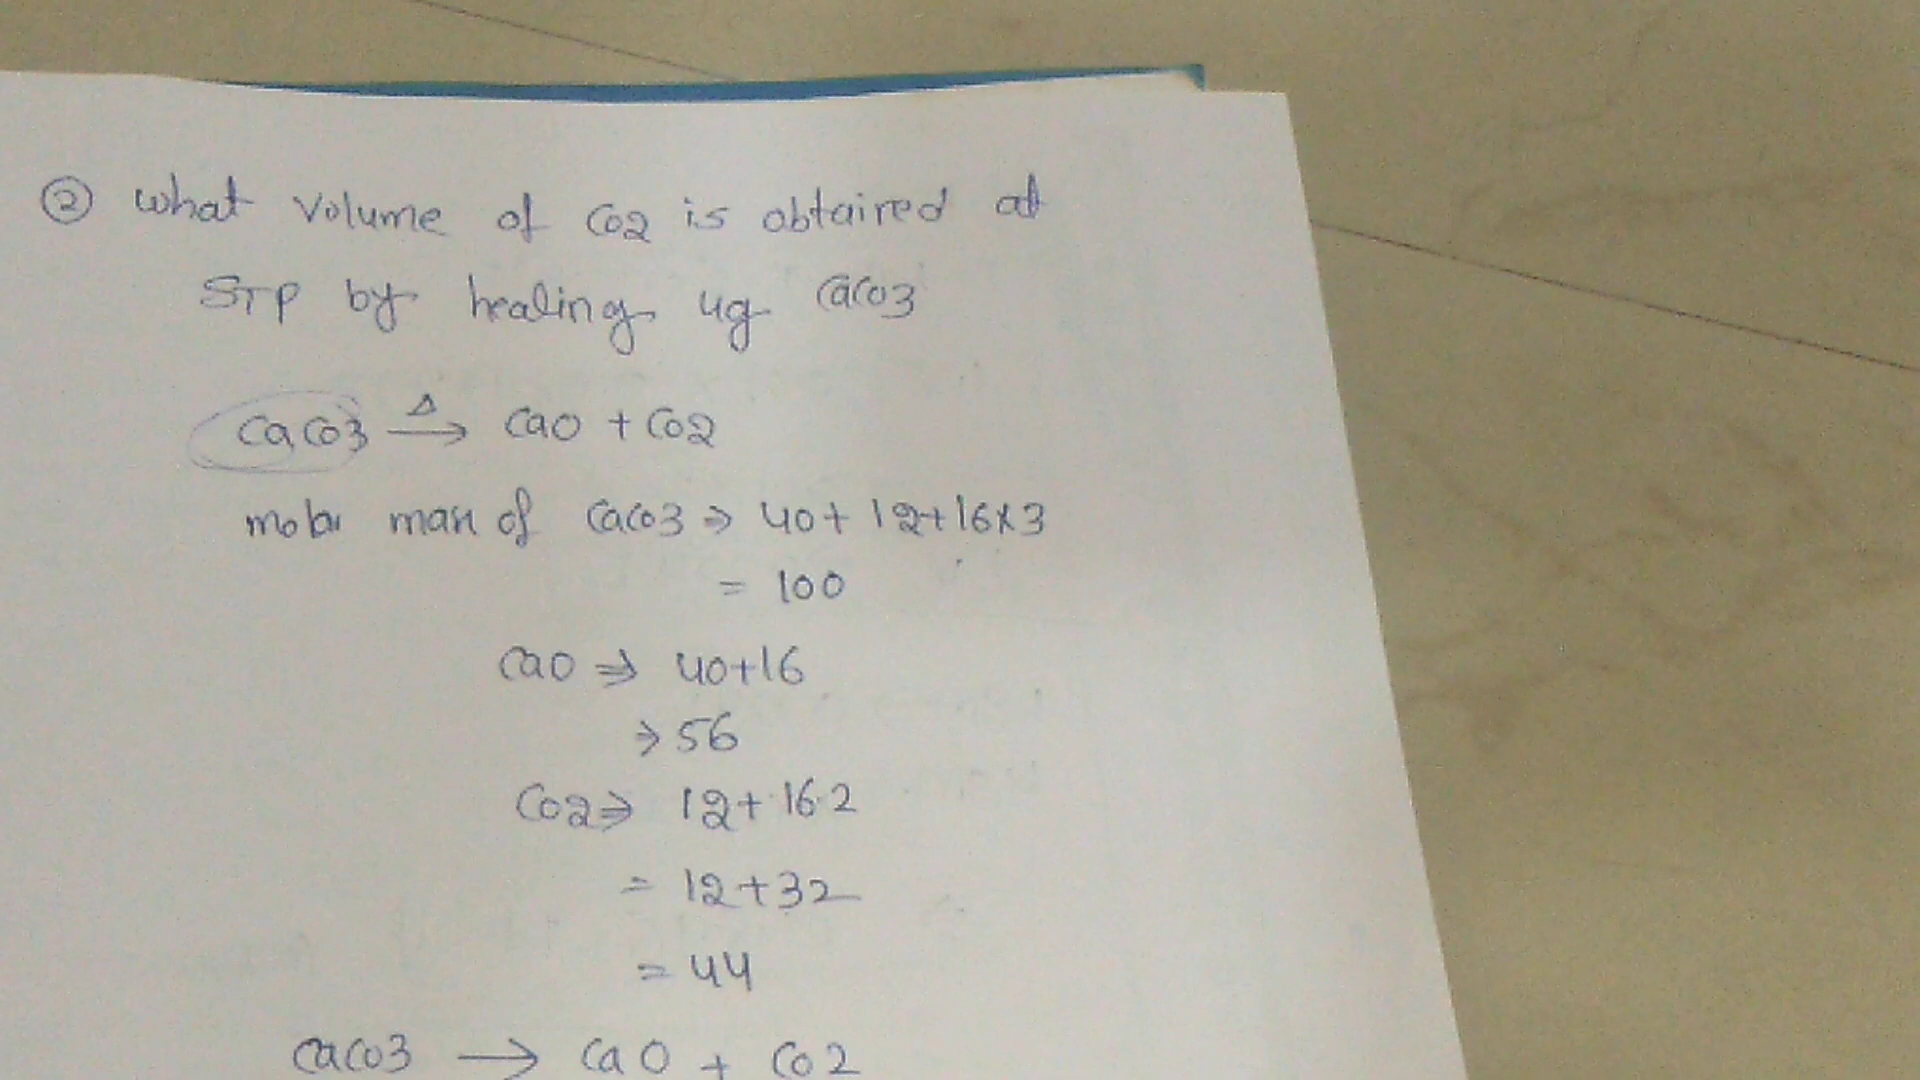 ② what volume of CO2 is obtained at
STP by healing 4g CaCO3
CaCO3 Δ→ CaO + CO2
molar mass of CaCO3 ⇒ 40+12+16×3
= 100
CaO ⇒ 40+16
⇒ 56
CO2 ⇒ 12+16·2
= 12+32
= 44
CaCO3 → CaO + CO2